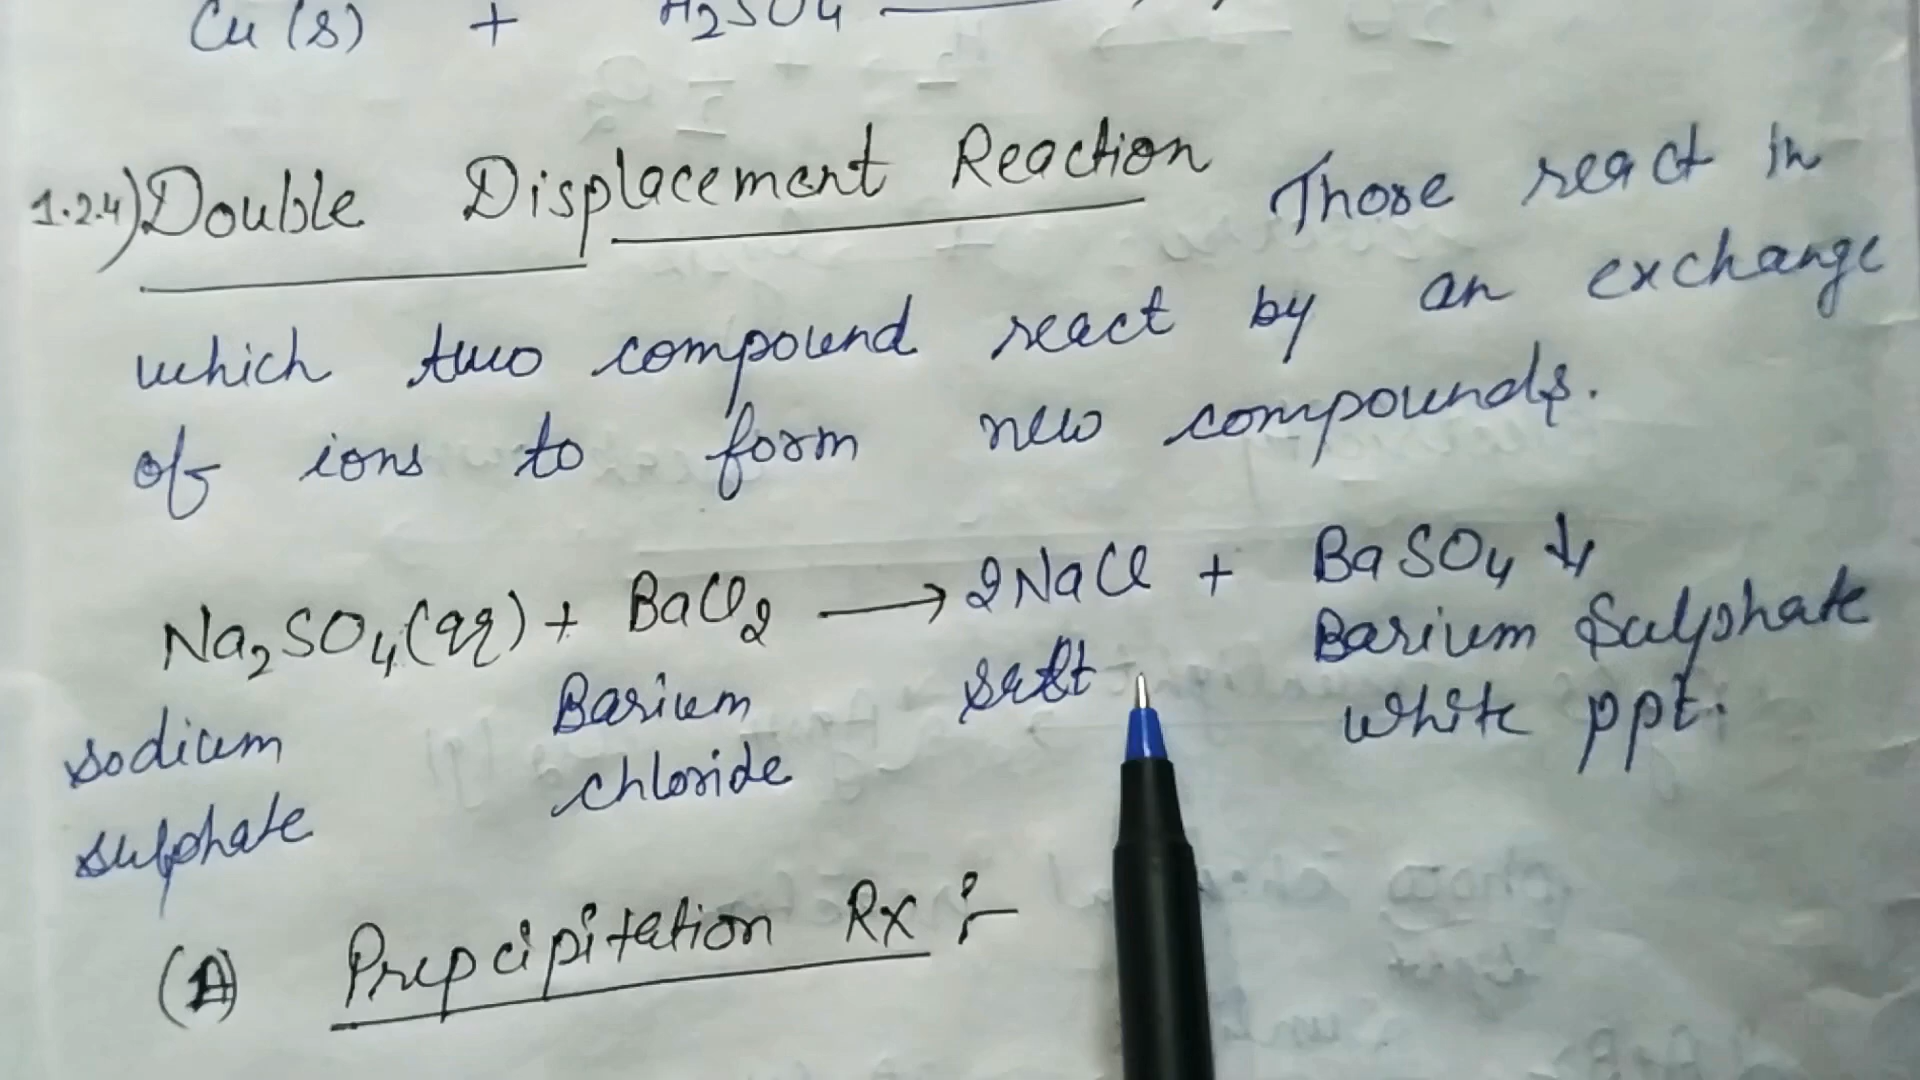 Cu (s) + H2SO4
1.2.4) Double Displacement Reaction Those react in
which two compound react by an exchange
of ions to form new compounds.
Na2SO4(aq) + BaCl2 → 2NaCl + BaSO4 ↓
sodium sulphate Barium chloride salt Barium Sulphate white ppt.
(A) Prepcipitation Rx :-